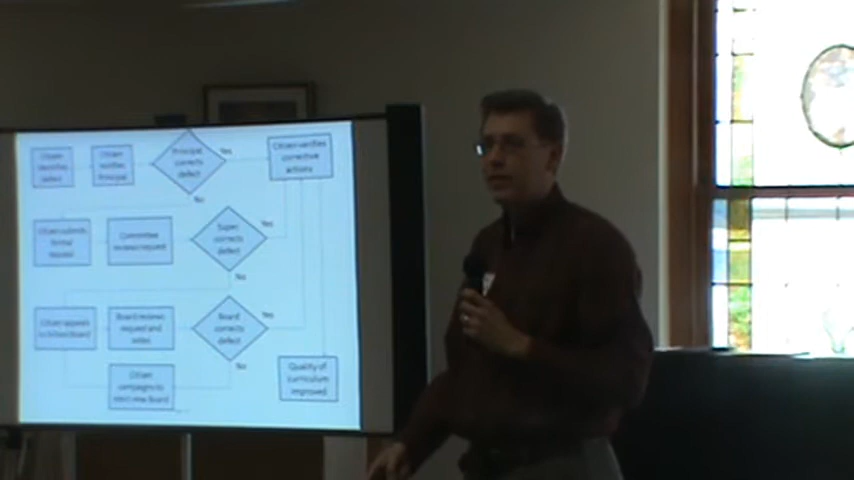 Citizen
identifies
defect
Citizen
notifies
Principal
Principal
corrects
defect
Yes
Citizen verifies
corrective
actions
No
Citizen submits
formal
request
Committee
reviews request
Super.
corrects
defect
Yes
No
Citizen appeals
to School Board
Board reviews
request and
votes
Board
corrects
defect
Yes
No
Citizen
campaigns to
elect new Board
Quality of
curriculum
improved